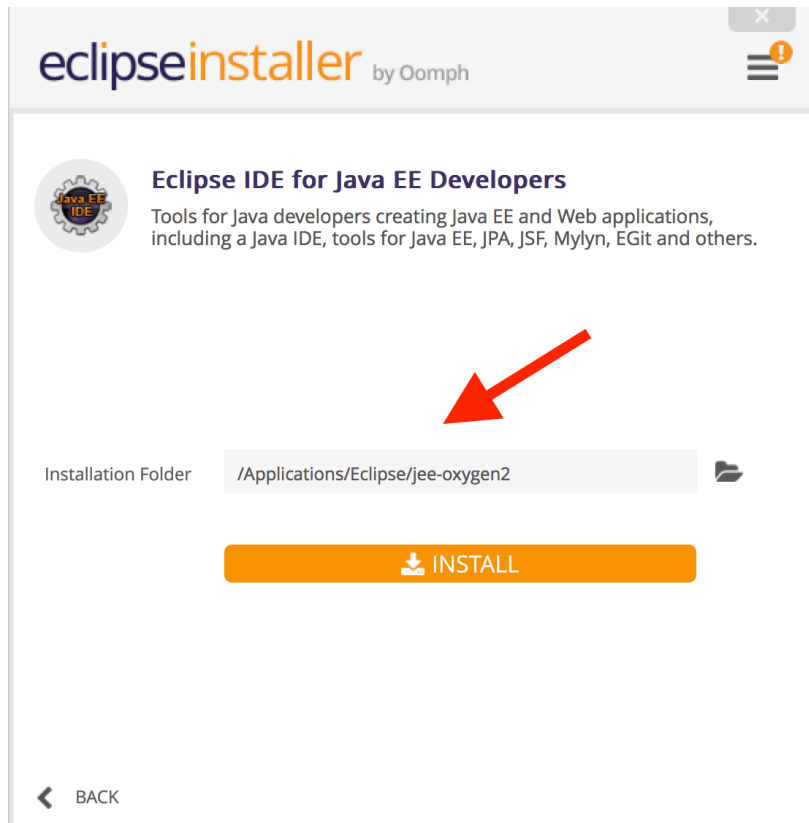 eclipseinstaller by Oomph
Java EE
IDE
Eclipse IDE for Java EE Developers
Tools for Java developers creating Java EE and Web applications,
including a Java IDE, tools for Java EE, JPA, JSF, Mylyn, EGit and others.
Installation Folder /Applications/Eclipse/jee-oxygen2
INSTALL
BACK